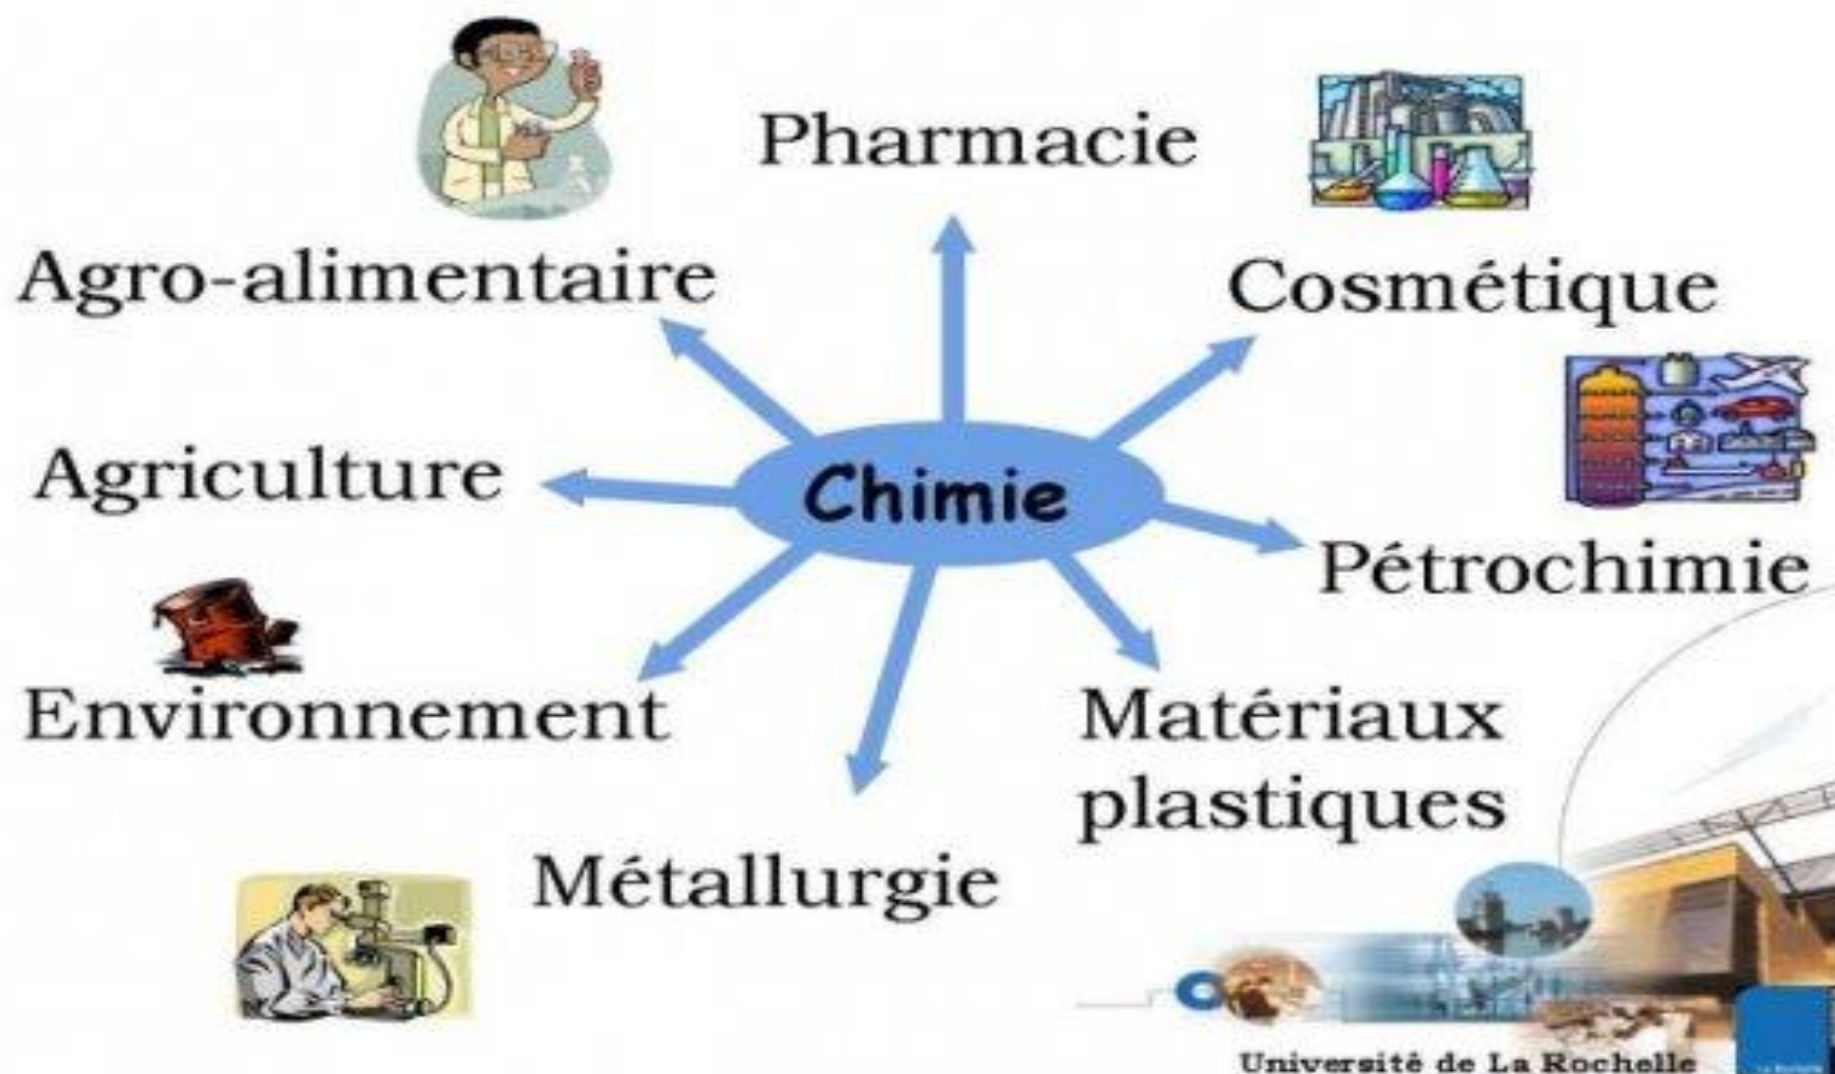 Pharmacie
Agro-alimentaire
Cosmétique
Agriculture
Chimie
Pétrochimie
Environnement
Matériaux
plastiques
Métallurgie
Université de La Rochelle